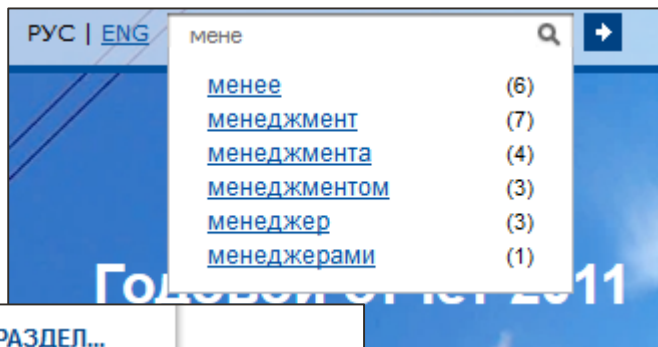 РУС | ENG
мене
менее (6)
менеджмент (7)
менеджмента (4)
менеджментом (3)
менеджер (3)
менеджерами (1)
Годовой отчет 2011
РАЗДЕЛ...